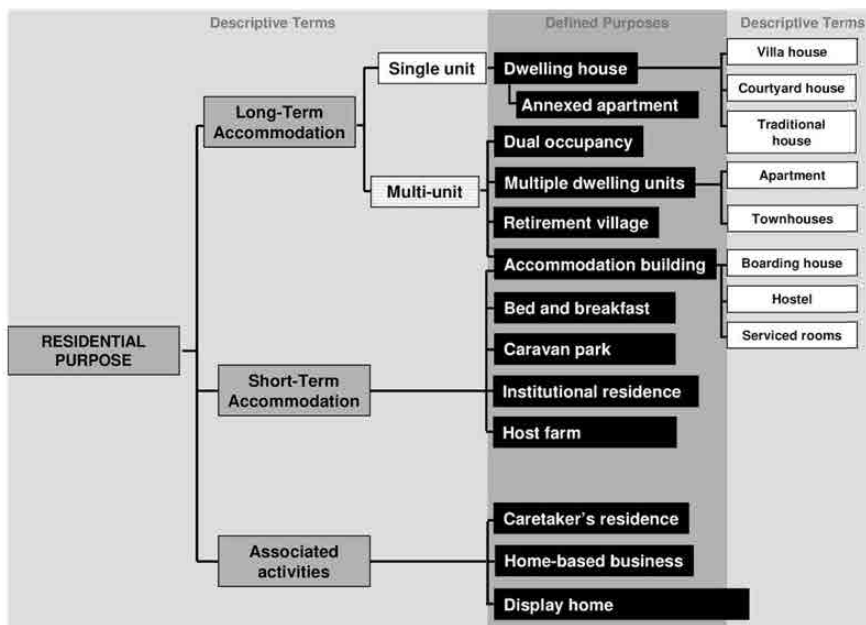 Descriptive Terms
Defined Purposes
Descriptive Terms
Single unit
Dwelling house
Villa house
Courtyard house
Annexed apartment
Long-Term
Accommodation
Traditional
house
Dual occupancy
Multi-unit
Multiple dwelling units
Apartment
Retirement village
Townhouses
Accommodation building
Boarding house
Bed and breakfast
Hostel
RESIDENTIAL
PURPOSE
Caravan park
Serviced rooms
Short-Term
Accommodation
Institutional residence
Host farm
Caretaker's residence
Associated
activities
Home-based business
Display home